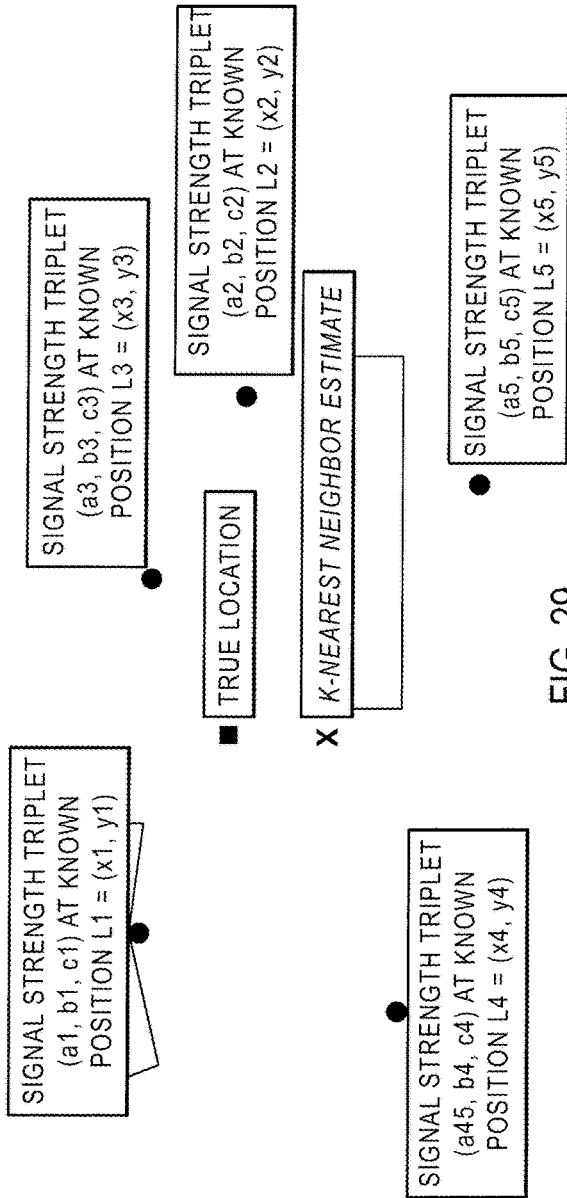 SIGNAL STRENGTH TRIPLET
(a1, b1, c1) AT KNOWN
POSITION L1 = (x1, y1)
SIGNAL STRENGTH TRIPLET
(a3, b3, c3) AT KNOWN
POSITION L3 = (x3, y3)
SIGNAL STRENGTH TRIPLET
(a2, b2, c2) AT KNOWN
POSITION L2 = (x2, y2)
TRUE LOCATION
X K-NEAREST NEIGHBOR ESTIMATE
SIGNAL STRENGTH TRIPLET
(a45, b4, c4) AT KNOWN
POSITION L4 = (x4, y4)
SIGNAL STRENGTH TRIPLET
(a5, b5, c5) AT KNOWN
POSITION L5 = (x5, y5)
FIG. 29